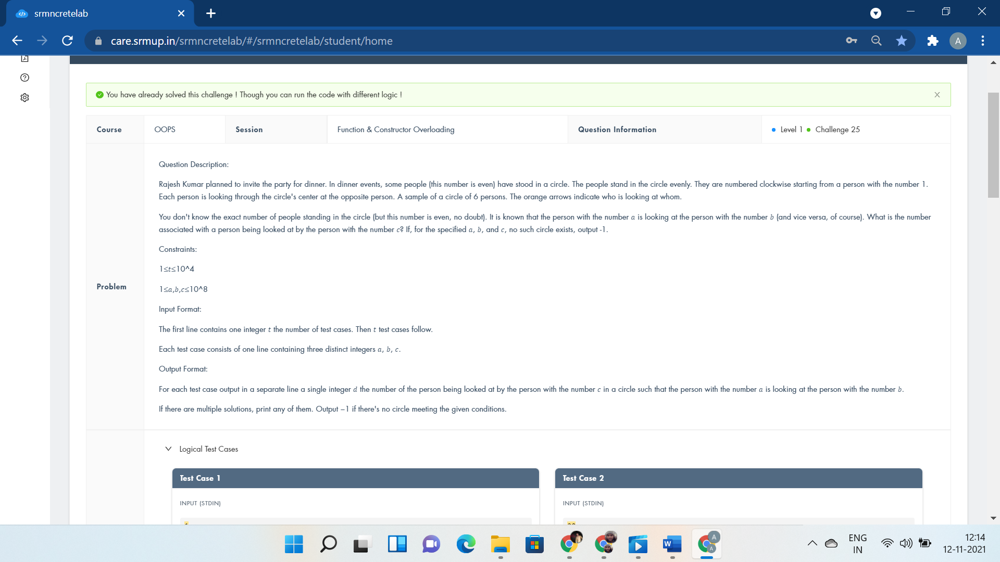 srmncretelab
care.srmup.in/srmncretelab/#/srmncretelab/student/home
A
You have already solved this challenge ! Though you can run the code with different logic !
Course
OOPS
Session
Function & Constructor Overloading
Question Information
Level 1
Challenge 25
Problem
Question Description:
Rajesh Kumar planned to invite the party for dinner. In dinner events, some people (this number is even) have stood in a circle. The people stand in the circle evenly. They are numbered clockwise starting from a person with the number 1.
Each person is looking through the circle's center at the opposite person. A sample of a circle of 6 persons. The orange arrows indicate who is looking at whom.
You don't know the exact number of people standing in the circle (but this number is even, no doubt). It is known that the person with the number a is looking at the person with the number b (and vice versa, of course). What is the number
associated with a person being looked at by the person with the number c? If, for the specified a, b, and c, no such circle exists, output -1.
Constraints:
1≤t≤10^4
1≤a,b,c≤10^8
Input Format:
The first line contains one integer t the number of test cases. Then t test cases follow.
Each test case consists of one line containing three distinct integers a, b, c.
Output Format:
For each test case output in a separate line a single integer d the number of the person being looked at by the person with the number c in a circle such that the person with the number a is looking at the person with the number b.
If there are multiple solutions, print any of them. Output −1 if there's no circle meeting the given conditions.
Logical Test Cases
Test Case 1
INPUT (STDIN)
Test Case 2
INPUT (STDIN)
W
A
A
ENG
IN
12:14
12-11-2021